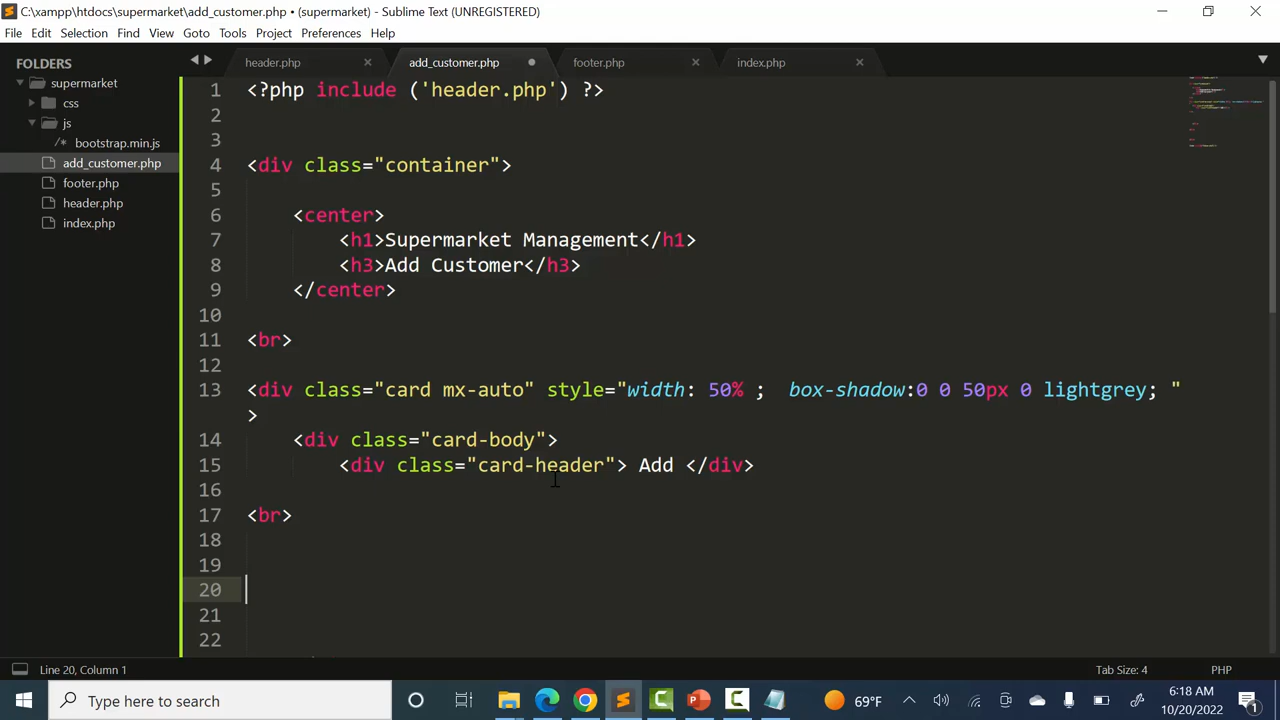 C:\xampp\htdocs\supermarket\add_customer.php • (supermarket) - Sublime Text (UNREGISTERED)
File Edit Selection Find View Goto Tools Project Preferences Help
FOLDERS
supermarket
css
js
bootstrap.min.js
add_customer.php
footer.php
header.php
index.php
header.php add_customer.php footer.php index.php
1 <?php include ('header.php') ?>
2
3
4 <div class="container">
5
6 <center>
7 <h1>Supermarket Management</h1>
8 <h3>Add Customer</h3>
9 </center>
10
11 <br>
12
13 <div class="card mx-auto" style="width: 50% ;  box-shadow:0 0 50px 0 lightgrey; "
>
14 <div class="card-body">
15 <div class="card-header"> Add </div>
16
17 <br>
18
19
20
21
22
Line 20, Column 1 Tab Size: 4 PHP
Type here to search
69°F
6:18 AM
10/20/2022
1